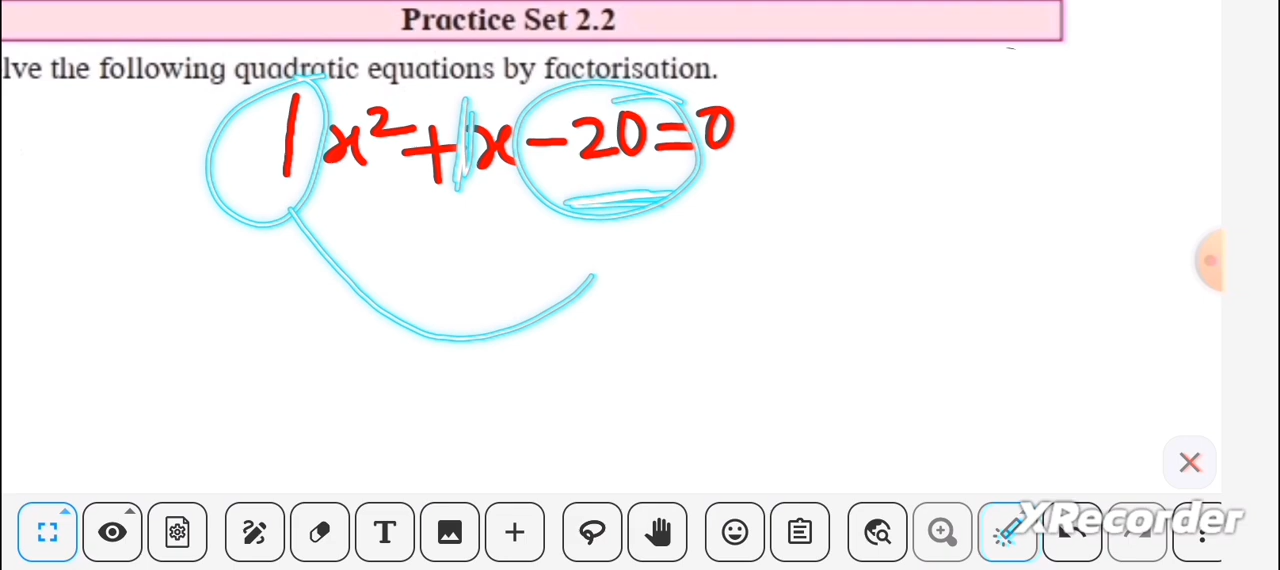 Practice Set 2.2
lve the following quadratic equations by factorisation.
1x²+1x-20=0
T
XRecorder